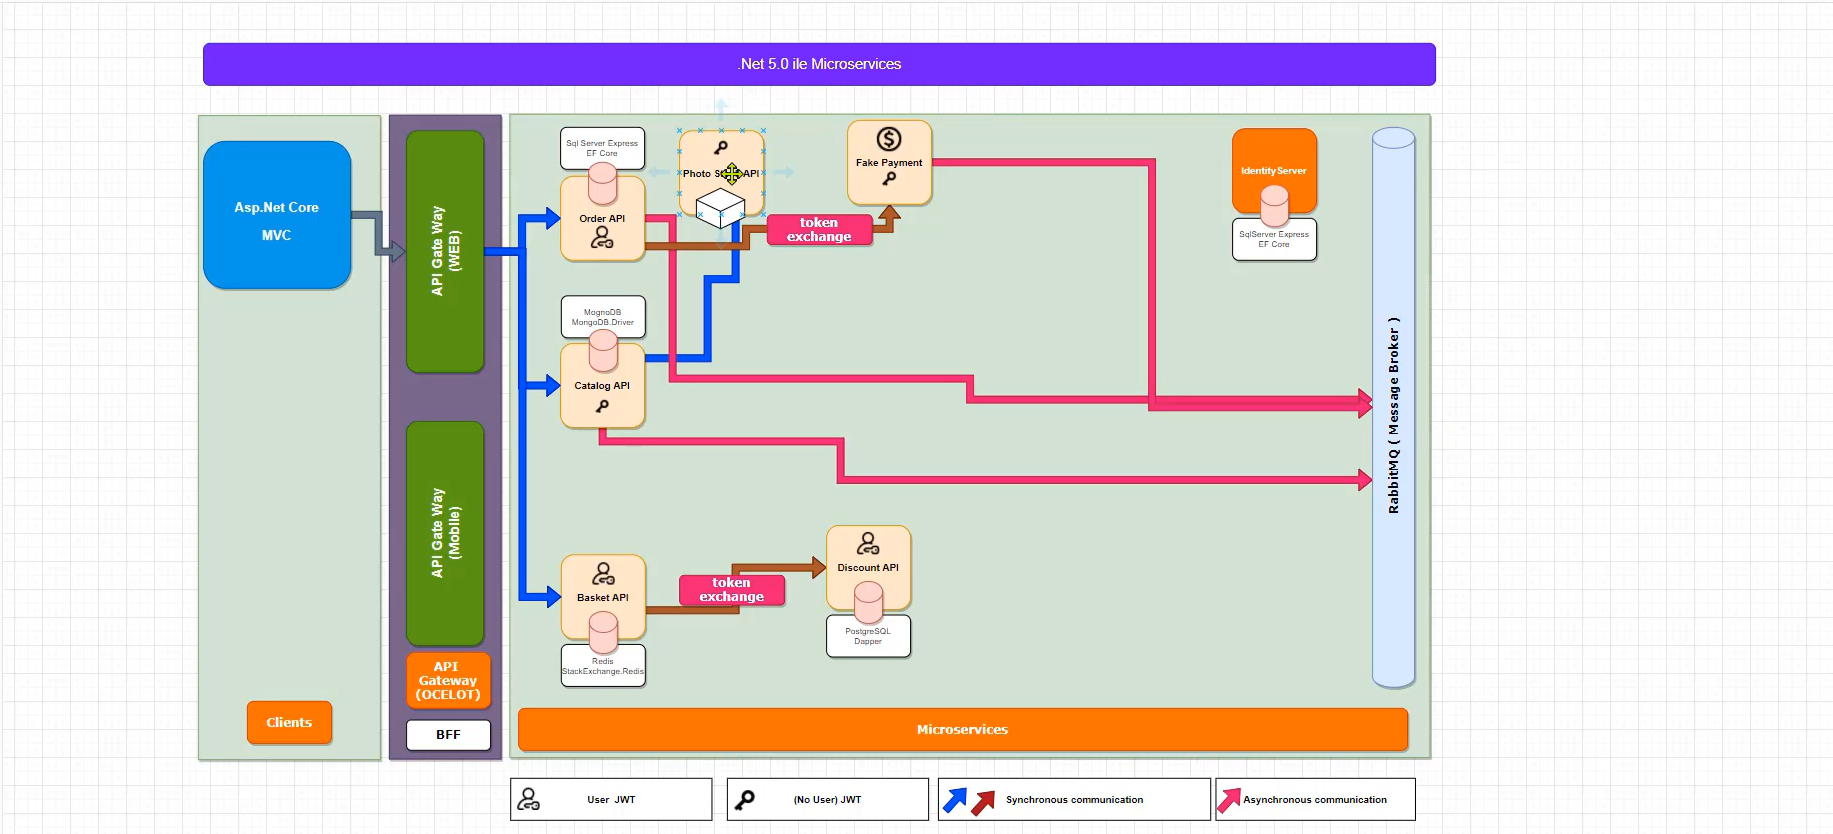 .Net 5.0 ile Microservices
Asp.Net Core
MVC
Clients
API Gate Way
(WEB)
API Gate Way
(Mobile)
API
Gateway
(OCELOT)
BFF
Sql Server Express
EF Core
Order API
Photo
API
Fake Payment
token
exchange
IdentityServer
SqlServer Express
EF Core
MognoDB
MongoDB.Driver
Catalog API
RabbitMQ ( Message Broker )
Basket API
Redis
StackExchange.Redis
token
exchange
Discount API
PostgreSQL
Dapper
Microservices
User JWT
(No User) JWT
Synchronous communication
Asynchronous communication